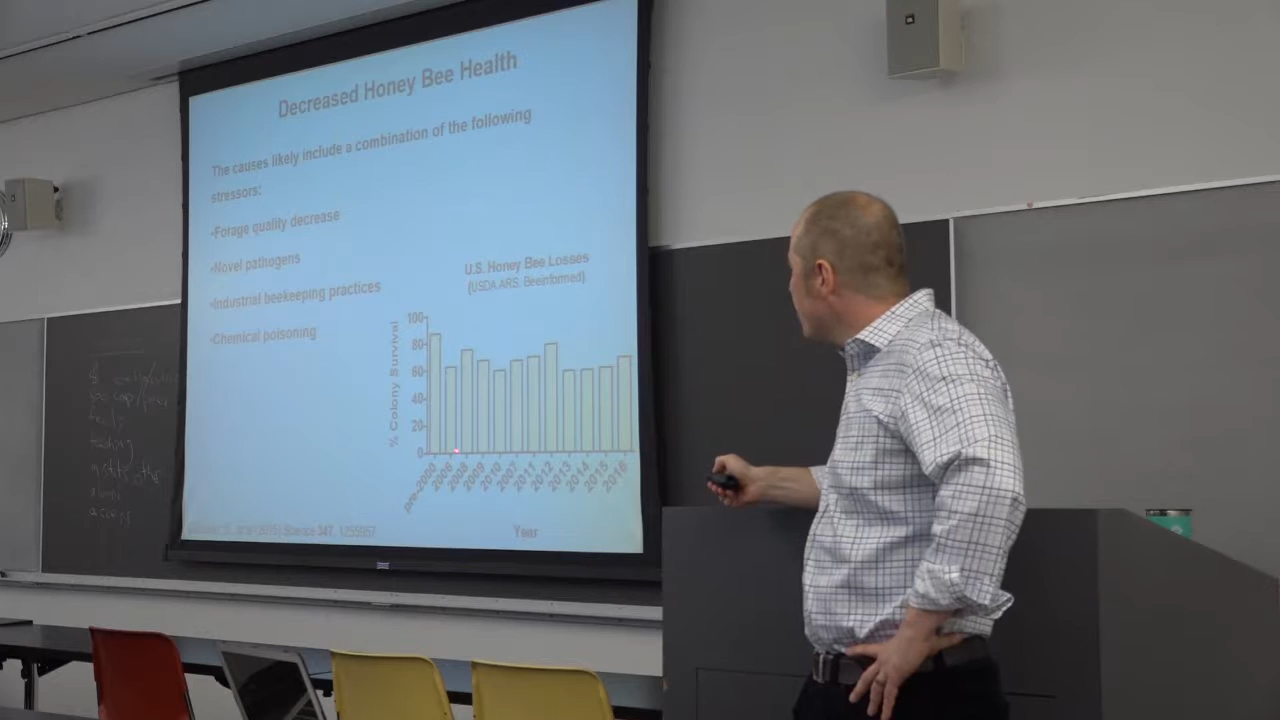 Decreased Honey Bee Health
The causes likely include a combination of the following
stressors:
•Forage quality decrease
•Novel pathogens
•Industrial beekeeping practices
•Chemical poisoning
U.S. Honey Bee Losses
(USDA ARS, Beeinformed)
% Colony Survival
100
80
60
40
20
0
pre-2000
2006
2008
2009
2010
2007
2011
2012
2013
2014
2015
2016
Year
Science 347, 1255957
JBL